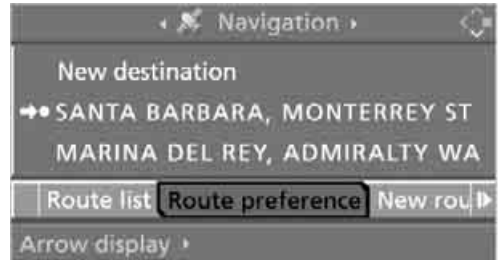 Navigation
New destination
SANTA BARBARA, MONTERREY ST
MARINA DEL REY, ADMIRALTY WA
Route list Route preference New rou
Arrow display